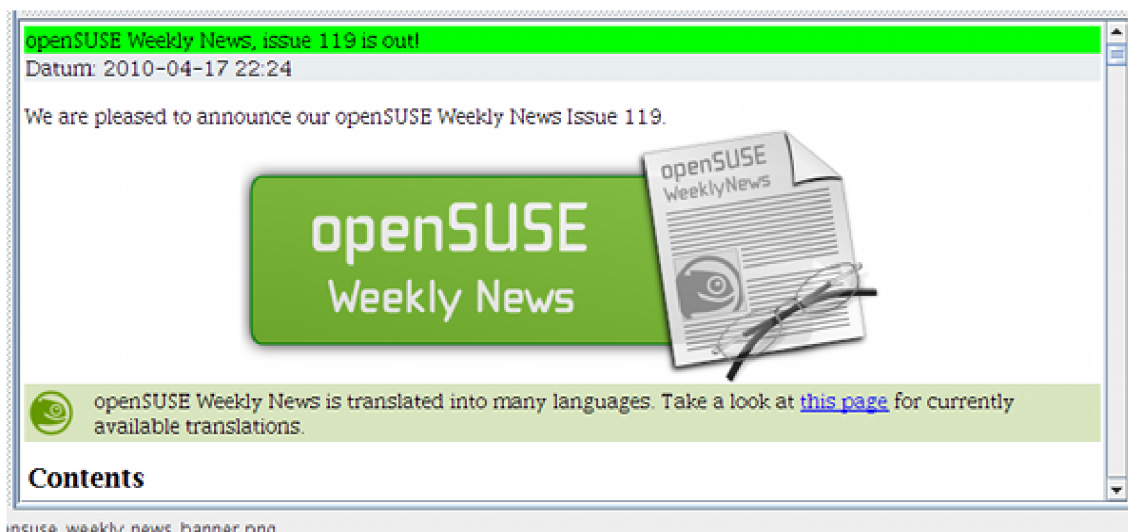 openSUSE Weekly News, issue 119 is out!
Datum: 2010-04-17 22:24
We are pleased to announce our openSUSE Weekly News Issue 119.
openSUSE
WeeklyNews
openSUSE
Weekly News
openSUSE Weekly News is translated into many languages. Take a look at this page for currently
available translations.
Contents
ensuse_weekly_news_banner.png